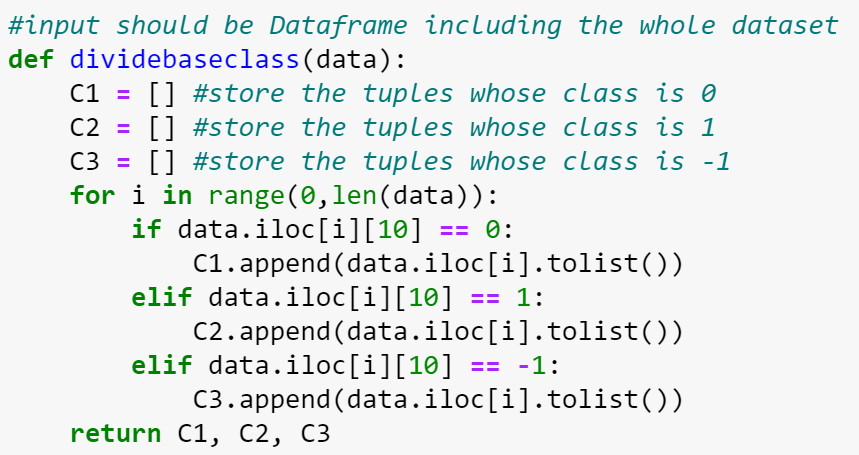 #input should be Dataframe including the whole dataset
def dividebaseclass(data):
    C1 = [] #store the tuples whose class is 0
    C2 = [] #store the tuples whose class is 1
    C3 = [] #store the tuples whose class is -1
    for i in range(0,len(data)):
        if data.iloc[i][10] == 0:
            C1.append(data.iloc[i].tolist())
        elif data.iloc[i][10] == 1:
            C2.append(data.iloc[i].tolist())
        elif data.iloc[i][10] == -1:
            C3.append(data.iloc[i].tolist())
    return C1, C2, C3